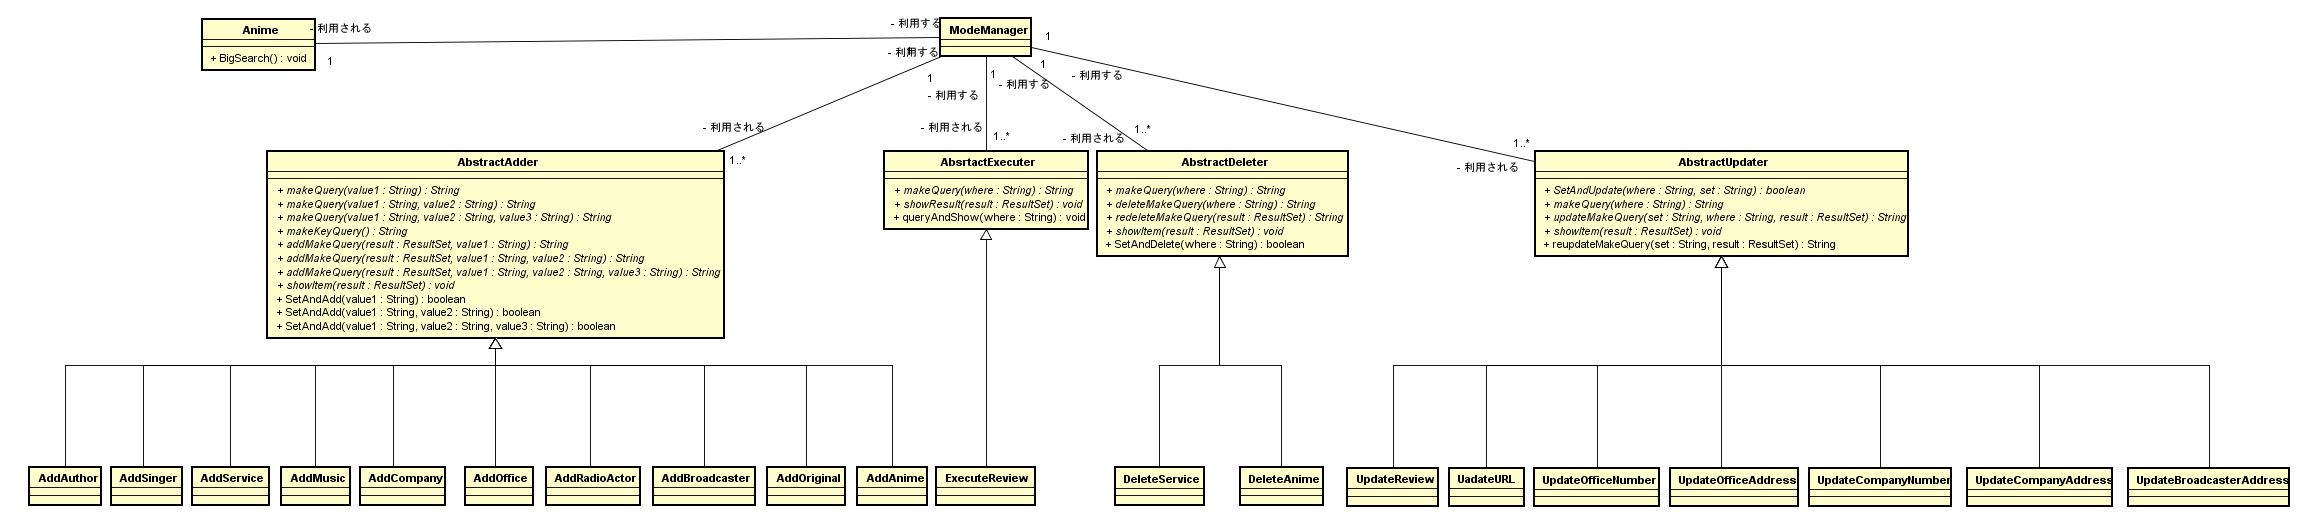 Anime
+ BigSearch() : void
- 利用される
1
- 利用する
ModeManager
- 利用する
1
1
- 利用する
1
- 利用する
1
- 利用する
- 利用される
1..*
- 利用される
1..*
- 利用される
1..*
- 利用される
1..*
AbstractAdder
+ makeQuery(value1 : String) : String
+ makeQuery(value1 : String, value2 : String) : String
+ makeQuery(value1 : String, value2 : String, value3 : String) : String
+ makeKeyQuery() : String
+ addMakeQuery(result : ResultSet, value1 : String) : String
+ addMakeQuery(result : ResultSet, value1 : String, value2 : String) : String
+ addMakeQuery(result : ResultSet, value1 : String, value2 : String, value3 : String) : String
+ showItem(result : ResultSet) : void
+ SetAndAdd(value1 : String) : boolean
+ SetAndAdd(value1 : String, value2 : String) : boolean
+ SetAndAdd(value1 : String, value2 : String, value3 : String) : boolean
AbsrtactExecuter
+ makeQuery(where : String) : String
+ showResult(result : ResultSet) : void
+ queryAndShow(where : String) : void
AbstractDeleter
+ makeQuery(where : String) : String
+ deleteMakeQuery(where : String) : String
+ redeleteMakeQuery(result : ResultSet) : String
+ showItem(result : ResultSet) : void
+ SetAndDelete(where : String) : boolean
AbstractUpdater
+ SetAndUpdate(where : String, set : String) : boolean
+ makeQuery(where : String) : String
+ updateMakeQuery(set : String, where : String, result : ResultSet) : String
+ showItem(result : ResultSet) : void
+ reupdateMakeQuery(set : String, result : ResultSet) : String
AddAuthor
AddSinger
AddService
AddMusic
AddCompany
AddOffice
AddRadioActor
AddBroadcaster
AddOriginal
AddAnime
ExecuteReview
DeleteService
DeleteAnime
UpdateReview
UadateURL
UpdateOfficeNumber
UpdateOfficeAddress
UpdateCompanyNumber
UpdateCompanyAddress
UpdateBroadcasterAddress